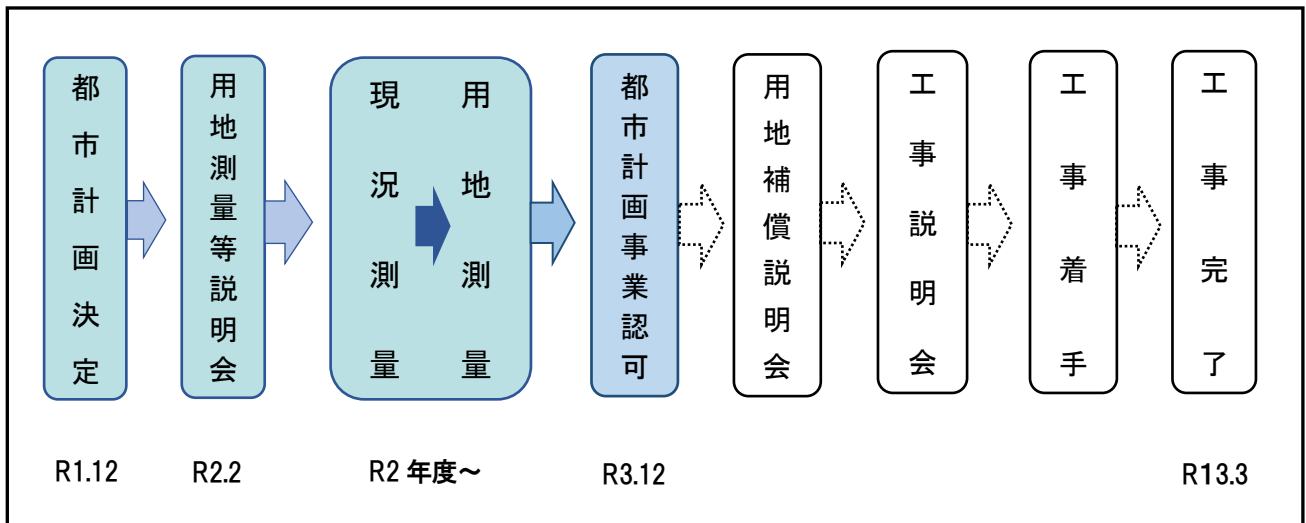 都市計画決定
用地測量等説明会
現況測量
用地測量
都市計画事業認可
用地補償説明会
工事説明会
工事着手
工事完了
R1.12
R2.2
R2 年度～
R3.12
R13.3